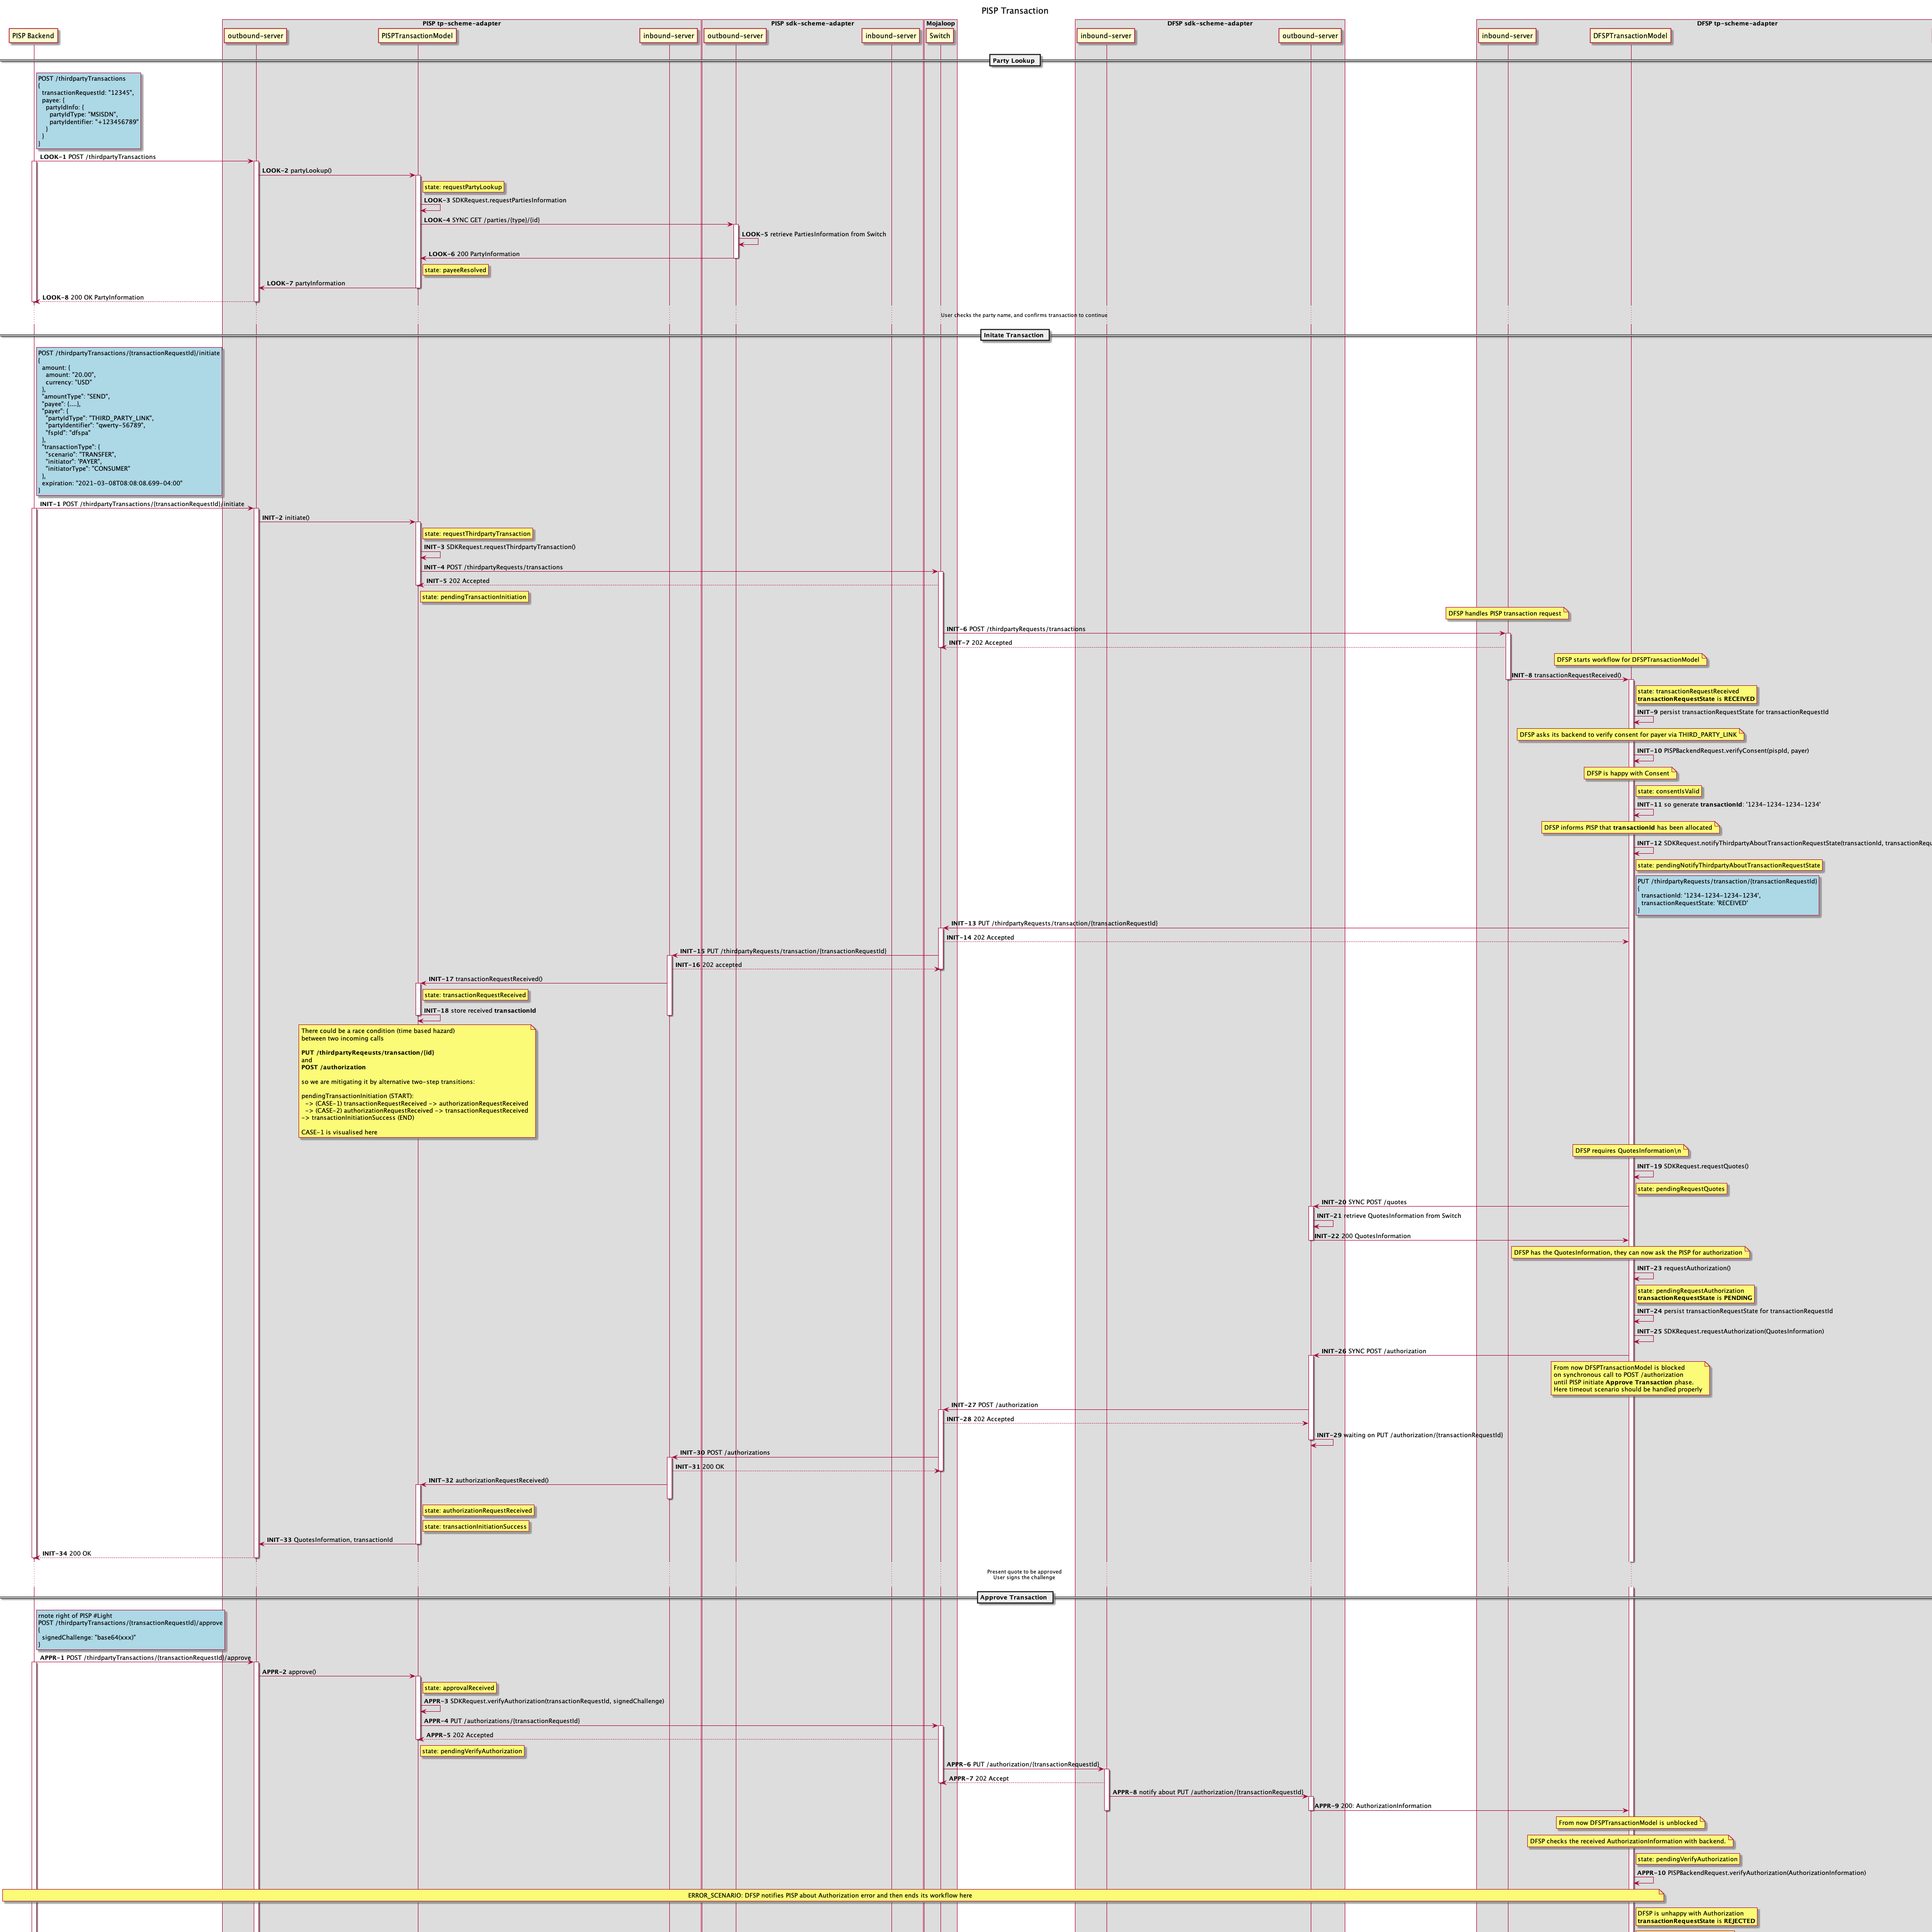 PISP Transaction
PISP tp-scheme-adapter
PISP sdk-scheme-adapter
Mojaloop
DFSP sdk-scheme-adapter
DFSP tp-scheme-adapter
PISP Backend
outbound-server
PISPTransactionModel
inbound-server
outbound-server
inbound-server
Switch
inbound-server
outbound-server
inbound-server
DFSPTransactionModel
Party Lookup
POST /thirdpartyTransactions
{
transactionRequestId: "12345",
payee: {
partyIdInfo: {
partyIdType: "MSISDN",
partyIdentifier: "+123456789"
}
}
}
LOOK-1 POST /thirdpartyTransactions
LOOK-2 partyLookup()
state: requestPartyLookup
LOOK-3 SDKRequest.requestPartiesInformation
LOOK-4 SYNC GET /parties/{type}/{id}
LOOK-5 retrieve PartiesInformation from Switch
LOOK-6 200 PartyInformation
state: payeeResolved
LOOK-7 partyInformation
LOOK-8 200 OK PartyInformation
User checks the party name, and confirms transaction to continue
Initate Transaction
POST /thirdpartyTransactions/{transactionRequestId}/initiate
{
amount: {
amount: "20.00",
currency: "USD"
},
"amountType": "SEND",
"payee": {....},
"payer": {
"partyIdType": "THIRD_PARTY_LINK",
"partyIdentifier": "qwerty-56789",
"fspId": "dfspa"
},
"transactionType": {
"scenario": "TRANSFER",
"initiator": 'PAYER",
"initiatorType": "CONSUMER"
},
expiration: "2021-03-08T08:08:08.699-04:00"
}
INIT-1 POST /thirdpartyTransactions/{transactionRequestId}/initiate
INIT-2 initiate()
state: requestThirdpartyTransaction
INIT-3 SDKRequest.requestThirdpartyTransaction()
INIT-4 POST /thirdpartyRequests/transactions
INIT-5 202 Accepted
state: pendingTransactionInitiation
DFSP handles PISP transaction request
INIT-6 POST /thirdpartyRequests/transactions
INIT-7 202 Accepted
DFSP starts workflow for DFSPTransactionModel
INIT-8 transactionRequestReceived()
state: transactionRequestReceived
transactionRequestState is RECEIVED
INIT-9 persist transactionRequestState for transactionRequestId
DFSP asks its backend to verify consent for payer via THIRD_PARTY_LINK
INIT-10 PISPBackendRequest.verifyConsent(pispId, payer)
DFSP is happy with Consent
state: consentIsValid
INIT-11 so generate transactionId: '1234-1234-1234-1234'
DFSP informs PISP that transactionId has been allocated
INIT-12 SDKRequest.notifyThirdpartyAboutTransactionRequestState(transactionId, transactionRequ
state: pendingNotifyThirdpartyAboutTransactionRequestState
PUT /thirdpartyRequests/transaction/{transactionRequestId}
{
transactionId: '1234-1234-1234-1234',
transactionRequestState: 'RECEIVED'
}
INIT-13 PUT /thirdpartyRequests/transaction/{transactionRequestId}
INIT-14 202 Accepted
INIT-15 PUT /thirdpartyRequests/transaction/{transactionRequestId}
INIT-16 202 accepted
INIT-17 transactionRequestReceived()
state: transactionRequestReceived
INIT-18 store received transactionId
There could be a race condition (time based hazard)
between two incoming calls
PUT /thirdpartyReqeusts/transaction/{id}
and
POST /authorization
so we are mitigating it by alternative two-step transitions:
pendingTransactionInitiation (START):
-> (CASE-1) transactionRequestReceived -> authorizationRequestReceived
-> (CASE-2) authorizationRequestReceived -> transactionRequestReceived
-> transactionInitiationSuccess (END)
CASE-1 is visualised here
DFSP requires QuotesInformation\n
INIT-19 SDKRequest.requestQuotes()
state: pendingRequestQuotes
INIT-20 SYNC POST /quotes
INIT-21 retrieve QuotesInformation from Switch
INIT-22 200 QuotesInformation
DFSP has the QuotesInformation, they can now ask the PISP for authorization
INIT-23 requestAuthorization()
state: pendingRequestAuthorization
transactionRequestState is PENDING
INIT-24 persist transactionRequestState for transactionRequestId
INIT-25 SDKRequest.requestAuthorization(QuotesInformation)
INIT-26 SYNC POST /authorization
From now DFSPTransactionModel is blocked
on synchronous call to POST /authorization
until PISP initiate Approve Transaction phase.
Here timeout scenario should be handled properly
INIT-27 POST /authorization
INIT-28 202 Accepted
INIT-29 waiting on PUT /authorization/{transactionRequestId}
INIT-30 POST /authorizations
INIT-31 200 OK
INIT-32 authorizationRequestReceived()
state: authorizationRequestReceived
state: transactionInitiationSuccess
INIT-33 QuotesInformation, transactionId
INIT-34 200 OK
Present quote to be approved
User signs the challenge
Approve Transaction
rnote right of PISP #Light
POST /thirdpartyTransactions/{transactionRequestId}/approve
{
signedChallenge: "base64(xxx)"
}
APPR-1 POST /thirdpartyTransactions/{transactionRequestId}/approve
APPR-2 approve()
state: approvalReceived
APPR-3 SDKRequest.verifyAuthorization(transactionRequestId, signedChallenge)
APPR-4 PUT /authorizations/{transactionRequestId}
APPR-5 202 Accepted
state: pendingVerifyAuthorization
APPR-6 PUT /authorization/{transactionRequestId}
APPR-7 202 Accept
APPR-8 notify about PUT /authorization/{transactionRequestId}
APPR-9 200: AuthorizationInformation
From now DFSPTransactionModel is unblocked
DFSP checks the received AuthorizationInformation with backend.
state: pendingVerifyAuthorization
APPR-10 PISPBackendRequest.verifyAuthorization(AuthorizationInformation)
ERROR_SCENARIO: DFSP notifies PISP about Authorization error and then ends its workflow here
DFSP is unhappy with Authorization
transactionRequestState is REJECTED